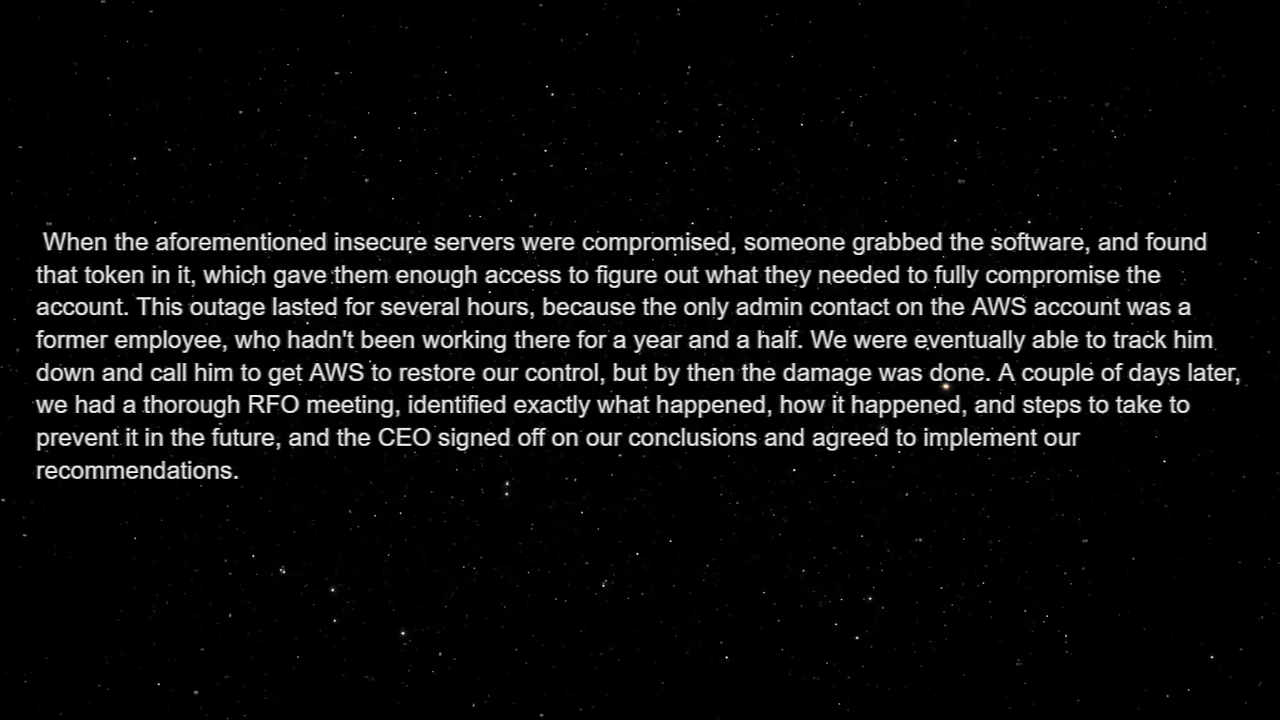 When the aforementioned insecure servers were compromised, someone grabbed the software, and found
that token in it, which gave them enough access to figure out what they needed to fully compromise the
account. This outage lasted for several hours, because the only admin contact on the AWS account was a
former employee, who hadn't been working there for a year and a half. We were eventually able to track him
down and call him to get AWS to restore our control, but by then the damage was done. A couple of days later,
we had a thorough RFO meeting, identified exactly what happened, how it happened, and steps to take to
prevent it in the future, and the CEO signed off on our conclusions and agreed to implement our
recommendations.